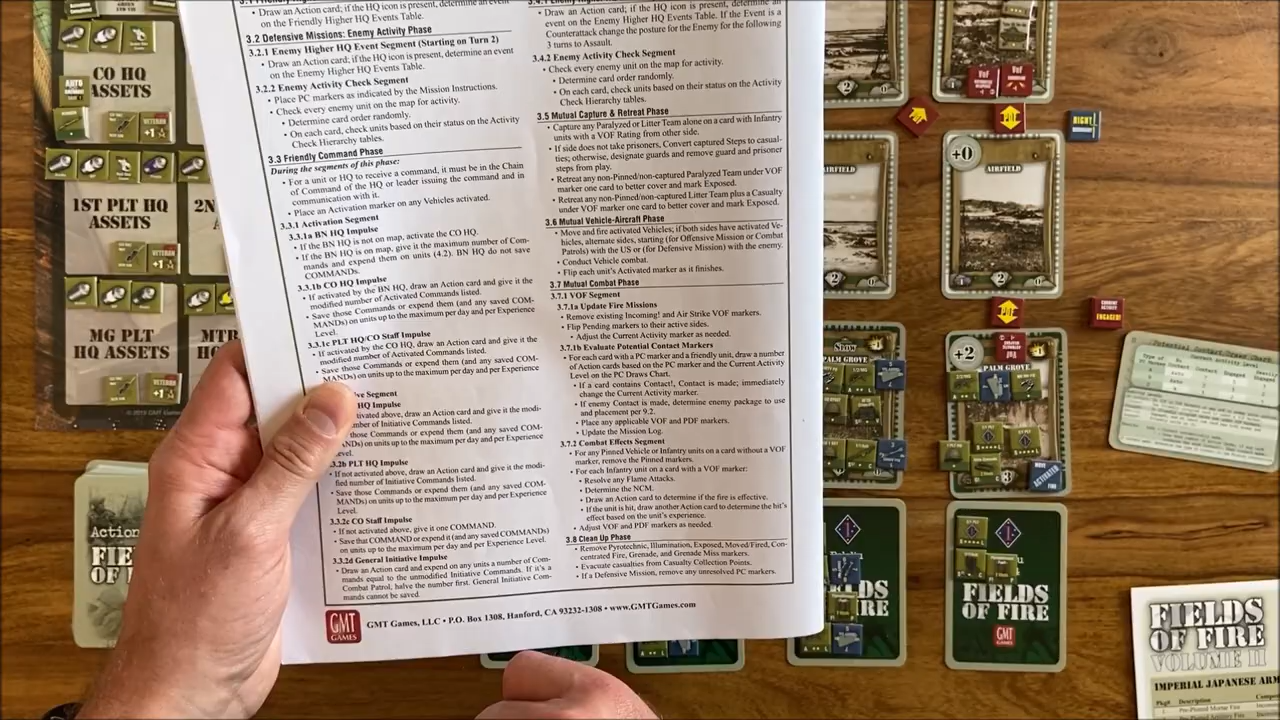 • Draw an Action card; if the HQ icon is present, determine an event
on the Friendly Higher HQ Events Table.
3.2 Defensive Missions: Enemy Activity Phase
3.2.1 Enemy Higher HQ Event Segment (Starting on Turn 2)
• Draw an Action card; if the HQ icon is present, determine an event
on the Enemy Higher HQ Events Table.
3.2.2 Enemy Activity Check Segment
• Place PC markers as indicated by the Mission Instructions.
• Check every enemy unit on the map for activity.
• Determine card order randomly.
• On each card, check units based on their status on the Activity
Check Hierarchy tables.
3.3 Friendly Command Phase
During the segments of this phase:
• For a unit or HQ to receive a command, it must be in the Chain
of Command of the HQ or leader issuing the command and in
communication with it.
• Place an Activation marker on any Vehicles activated.
3.3.1 Activation Segment
3.3.1a BN HQ Impulse
• If the BN HQ is not on map, activate the CO HQ.
• If the BN HQ is on map, give it the maximum number of Com-
mands and expend them on units (4.2). BN HQ do not save
COMMANDS.
3.3.1b CO HQ Impulse
• If activated by the BN HQ, draw an Action card and give it the
modified number of Activated Commands listed.
• Save those Commands or expend them (and any saved COM-
MANDs) on units up to the maximum per day and per Experience
Level.
3.3.1c PLT HQ/CO Staff Impulse
• If activated by the CO HQ, draw an Action card and give it the
modified number of Activated Commands listed.
• Save those Commands or expend them (and any saved COM-
MANDs) on units up to the maximum per day and per Experience
Segment
HQ Impulse
activated above, draw an Action card and give it the modi-
number of Initiative Commands listed.
those Commands or expend them (and any saved COM-
on units up to the maximum per day and per Experience
3.2b PLT HQ Impulse
• If not activated above, draw an Action card and give it the modi-
fied number of Initiative Commands listed.
• Save those Commands or expend them (and any saved COM-
MANDs) on units up to the maximum per day and per Experience
Level.
3.3.2c CO Staff Impulse
• If not activated above, give it one COMMAND.
• Save that COMMAND or expend it (and any saved COMMANDs)
on units up to the maximum per day and per Experience Level.
3.3.2d General Initiative Impulse
• Draw an Action card and expend on any units a number of Com-
mands equal to the unmodified Initiative Commands. If it's a
Combat Patrol, halve the number first. General Initiative Com-
mands cannot be saved.
• Draw an Action card; if the HQ icon is present, determine an
event on the Enemy Higher HQ Events Table. If the Event is a
Counterattack change the posture for the Enemy for the following
3 turns to Assault.
3.4.2 Enemy Activity Check Segment
• Check every enemy unit on the map for activity.
• Determine card order randomly.
• On each card, check units based on their status on the Activity
Check Hierarchy tables.
3.5 Mutual Capture & Retreat Phase
• Capture any Paralyzed or Litter Team alone on a card with Infantry
units with a VOF Rating from other side.
• If side does not take prisoners, Convert captured Steps to casual-
ties; otherwise, designate guards and remove guard and prisoner
steps from play.
• Retreat any non-Pinned/non-captured Paralyzed Team under VOF
marker one card to better cover and mark Exposed.
• Retreat any non-Pinned/non-captured Litter Team plus a Casualty
under VOF marker one card to better cover and mark Exposed.
3.6 Mutual Vehicle-Aircraft Phase
• Move and fire activated Vehicles; if both sides have activated Ve-
hicles, alternate sides, starting (for Offensive Mission or Combat
Patrols) with the US or (for Defensive Mission) with the enemy.
• Conduct Vehicle combat.
• Flip each unit's Activated marker as it finishes.
3.7 Mutual Combat Phase
3.7.1 VOF Segment
3.7.1a Update Fire Missions
• Remove existing Incoming! and Air Strike VOF markers.
• Flip Pending markers to their active sides.
• Adjust the Current Activity marker as needed.
3.7.1b Evaluate Potential Contact Markers
• For each card with a PC marker and a friendly unit, draw a number
of Action cards based on the PC marker and the Current Activity
Level on the PC Draws Chart.
• If a card contains Contact!, Contact is made; immediately
change the Current Activity marker.
• If enemy Contact is made, determine enemy package to use
and placement per 9.2.
• Place any applicable VOF and PDF markers.
• Update the Mission Log.
3.7.2 Combat Effects Segment
• For any Pinned Vehicle or Infantry units on a card without a VOF
marker, remove the Pinned markers.
• For each Infantry unit on a card with a VOF marker:
• Resolve any Flame Attacks.
• Determine the NCM.
• Draw an Action card to determine if the fire is effective.
• If the unit is hit, draw another Action card to determine the hit's
effect based on the unit's experience.
• Adjust VOF and PDF markers as needed.
3.8 Clean Up Phase
• Remove Pyrotechnic, Illumination, Exposed, Moved/Fired, Con-
centrated Fire, Grenade, and Grenade Miss markers.
• Evacuate casualties from Casualty Collection Points.
• If a Defensive Mission, remove any unresolved PC markers.
GMT
GAMES
GMT Games, LLC • P.O. Box 1308, Hanford, CA 93232-1308 • www.GMTGames.com
CO HQ
ASSETS
VETERAN
+1
1ST PLT HQ
ASSETS
2N
VETERAN
MG PLT
HQ ASSETS
MTR
VETERAN
+1
© 2019 GMT Games
Action
FIE
OF
VOF
VOF
PDF
RIGHT
+0
AIRFIELD
2
0
PDF
CURRENT
ACTIVITY
ENGAGED!
+2
PALM GROVE
Slow
PALM GROVE
MOVE
ACTIVATED
FIRE
Potential Contact Draws Chart
Current Activity Level
FIELDS
OF FIRE
GMT
GAMES
FIELDS
OF FIRE
VOLUME II
IMPERIAL JAPANESE ARM
Pkg# Description